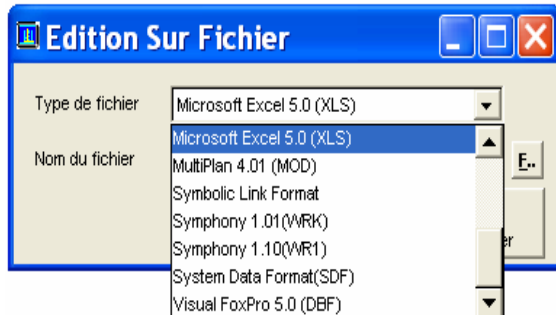 Edition Sur Fichier
Type de fichier
Microsoft Excel 5.0 (XLS)
Microsoft Excel 5.0 (XLS)
Nom du fichier
MultiPlan 4.01 (MOD)
F..
Symbolic Link Format
Symphony 1.01(WRK)
Symphony 1.10(WR1)
er
System Data Format(SDF)
Visual FoxPro 5.0 (DBF)